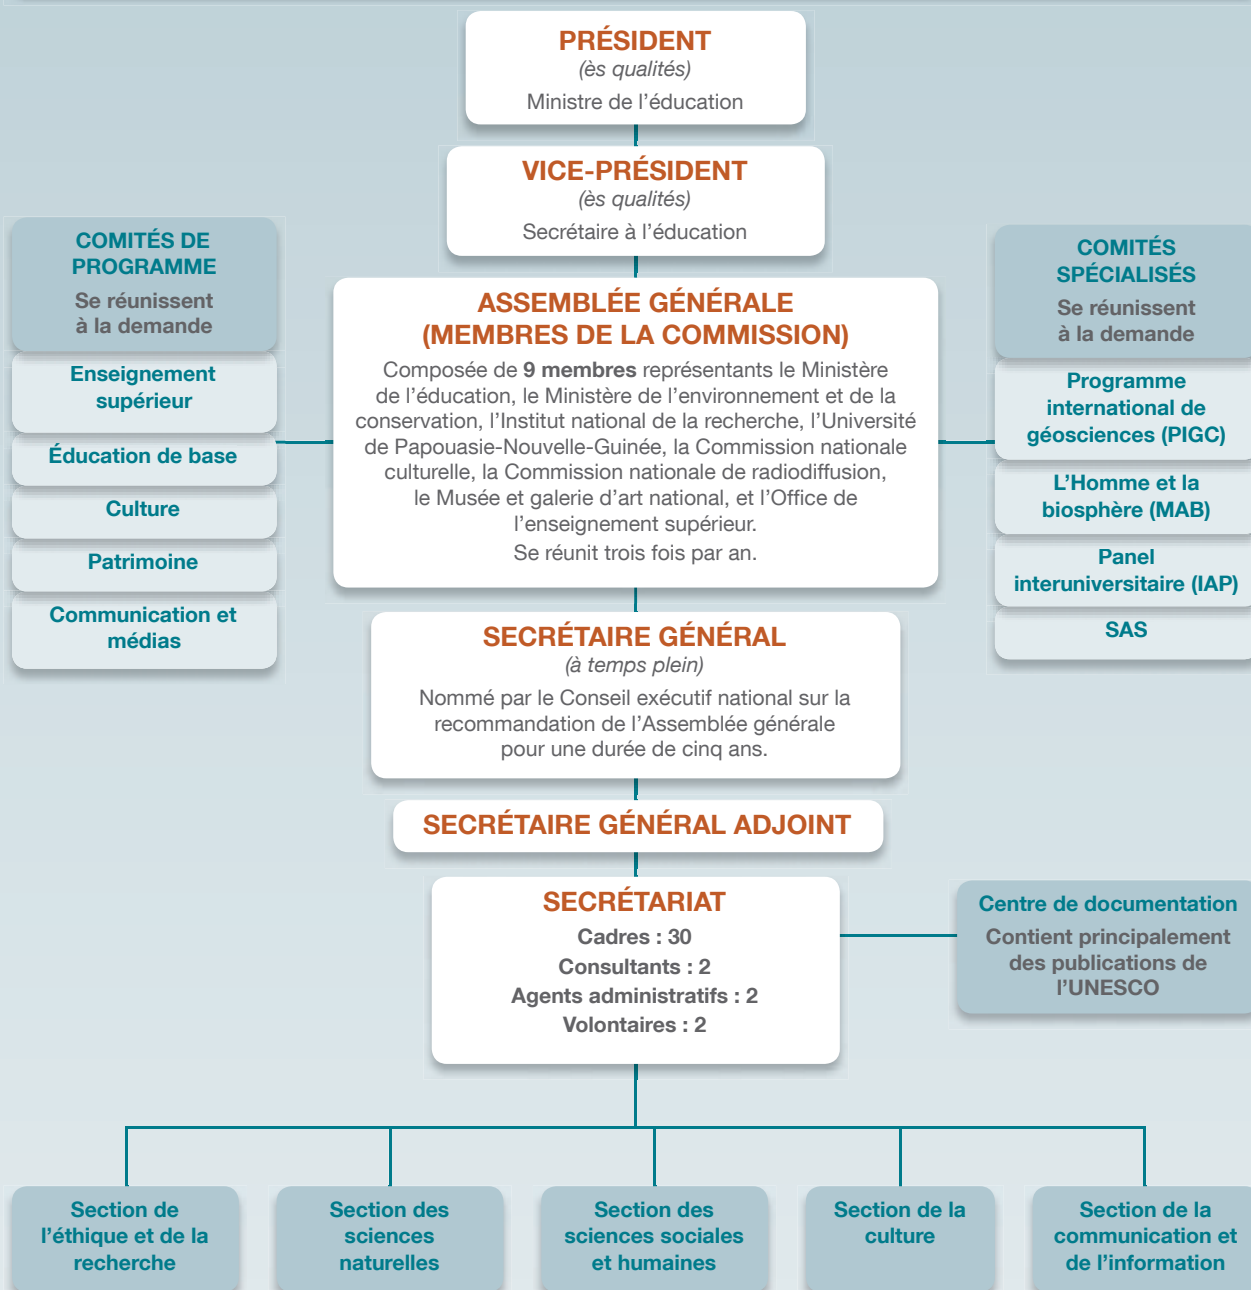 PRÉSIDENT
(ès qualités)
Ministre de l’éducation
VICE-PRÉSIDENT
(ès qualités)
Secrétaire à l’éducation
COMITÉS DE
PROGRAMME
Se réunissent
à la demande
Enseignement
supérieur
Éducation de base
Culture
Patrimoine
Communication et
médias
ASSEMBLÉE GÉNÉRALE
(MEMBRES DE LA COMMISSION)
Composée de 9 membres représentants le Ministère
de l’éducation, le Ministère de l’environnement et de la
conservation, l’Institut national de la recherche, l’Université
de Papouasie-Nouvelle-Guinée, la Commission nationale
culturelle, la Commission nationale de radiodiffusion,
le Musée et galerie d’art national, et l’Office de
l’enseignement supérieur.
Se réunit trois fois par an.
COMITÉS
SPÉCIALISÉS
Se réunissent
à la demande
Programme
international de
géosciences (PIGC)
L’Homme et la
biosphère (MAB)
Panel
interuniversitaire (IAP)
SAS
SECRÉTAIRE GÉNÉRAL
(à temps plein)
Nommé par le Conseil exécutif national sur la
recommandation de l’Assemblée générale
pour une durée de cinq ans.
SECRÉTAIRE GÉNÉRAL ADJOINT
SECRÉTARIAT
Cadres : 30
Consultants : 2
Agents administratifs : 2
Volontaires : 2
Centre de documentation
Contient principalement
des publications de
l’UNESCO
Section de
l’éthique et de la
recherche
Section des
sciences
naturelles
Section des
sciences sociales
et humaines
Section de la
culture
Section de la
communication et
de l’information